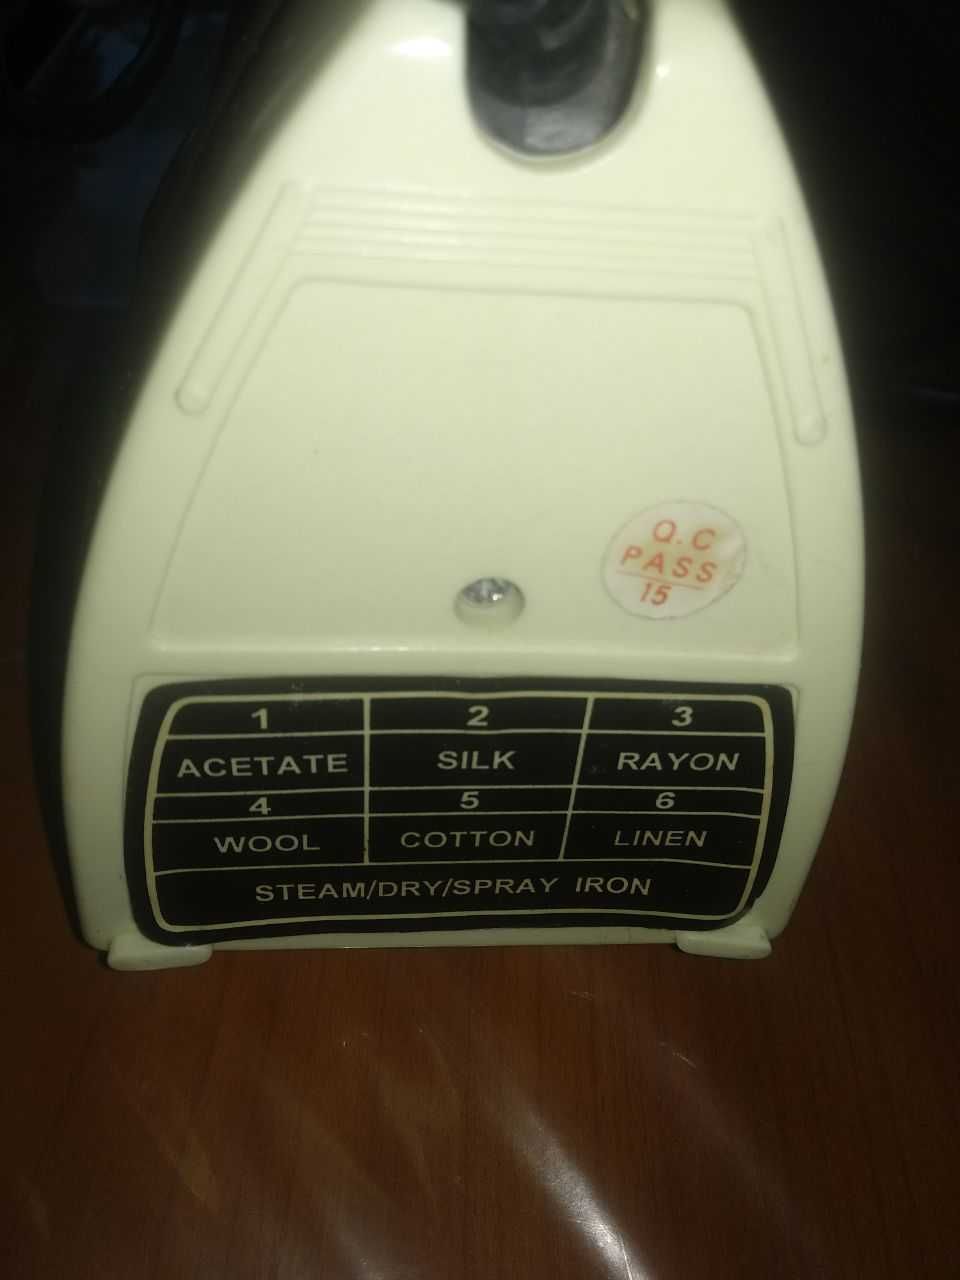 Q.C
PASS
15
1 2 3
ACETATE SILK RAYON
4 5 6
WOOL COTTON LINEN
STEAM/DRY/SPRAY IRON